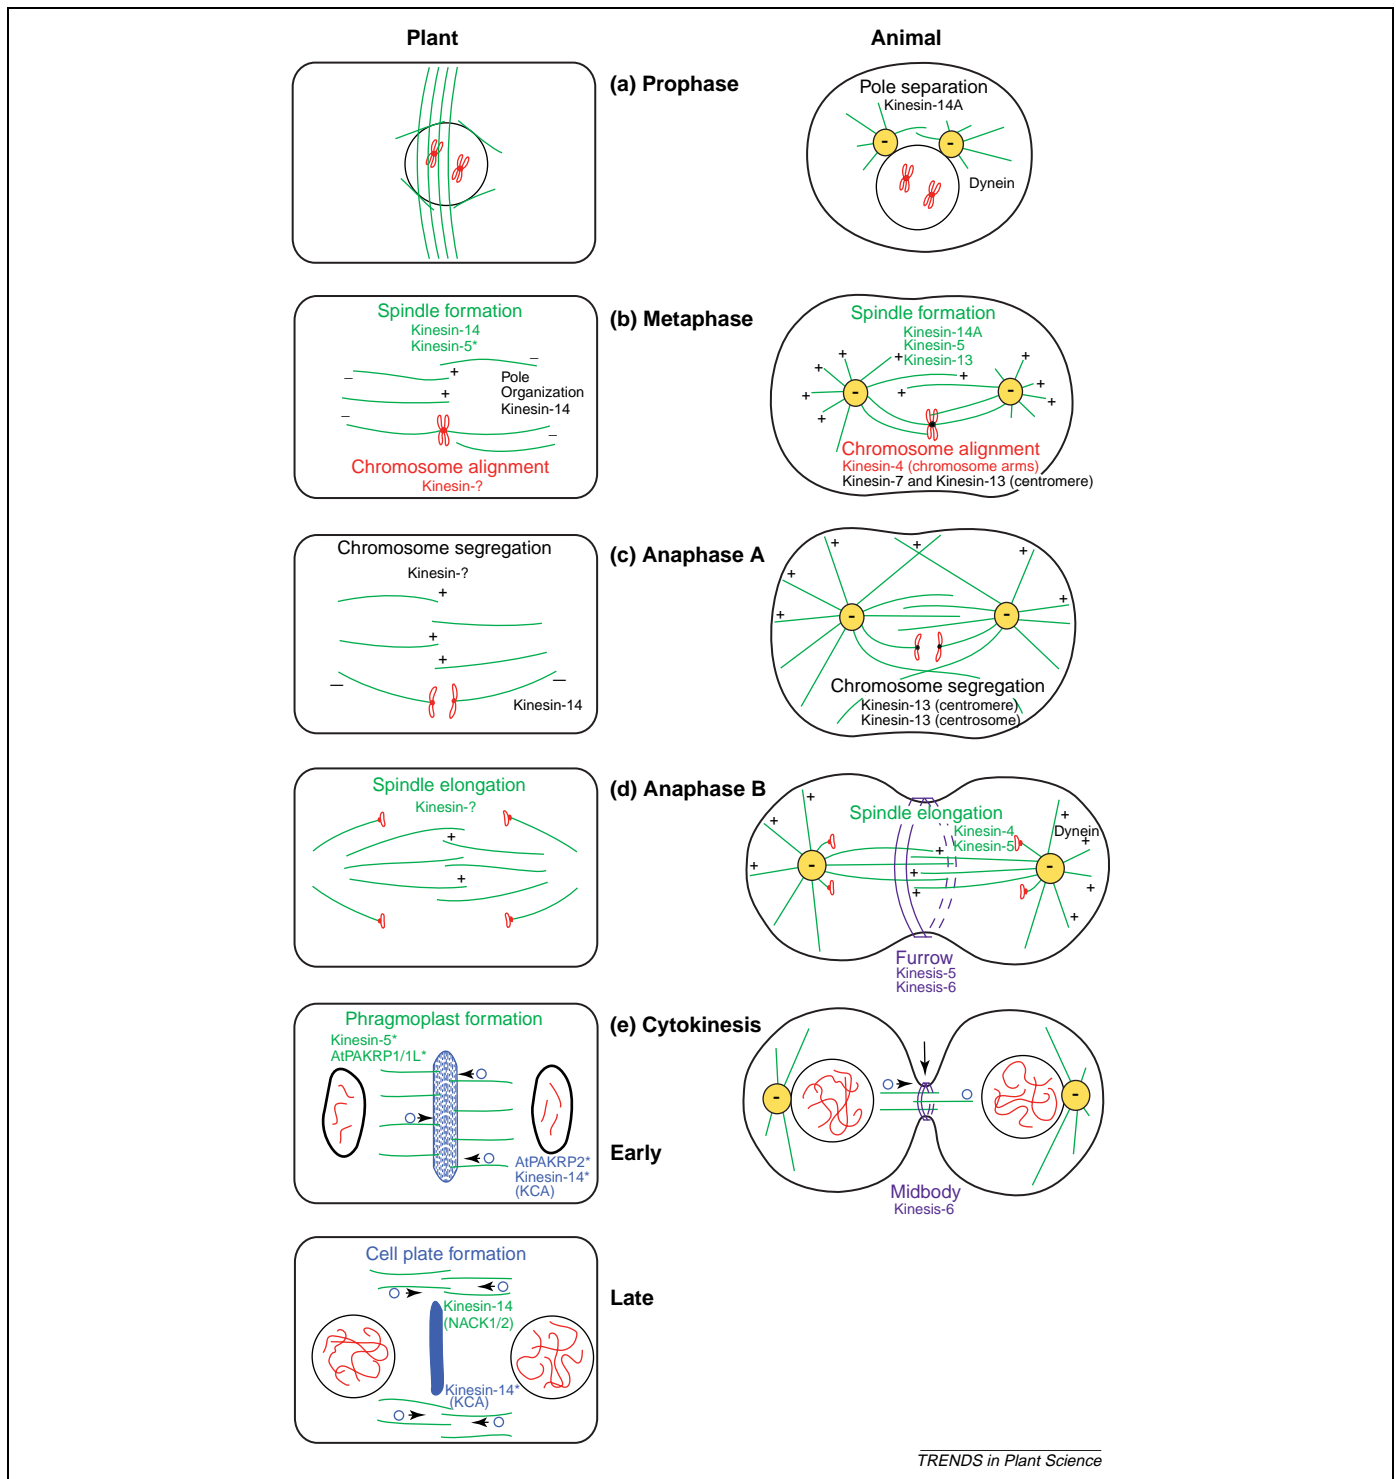 Plant
Animal
(a) Prophase
Pole separation
Kinesin-14A
-
-
Dynein
(b) Metaphase
Spindle formation
Kinesin-14
Kinesin-5*
–
–
+
+
–
–
Pole
Organization
Kinesin-14
Chromosome alignment
Kinesin-?
Spindle formation
Kinesin-14A
Kinesin-5
Kinesin-13
+
+
+
+
+
+
+
+
+
+
+
+
-
-
Chromosome alignment
Kinesin-4 (chromosome arms)
Kinesin-7 and Kinesin-13 (centromere)
(c) Anaphase A
Chromosome segregation
Kinesin-?
+
+
+
–
–
Kinesin-14
+
+
+
+
+
+
-
-
Chromosome segregation
Kinesin-13 (centromere)
Kinesin-13 (centrosome)
(d) Anaphase B
Spindle elongation
Kinesin-?
+
+
Spindle elongation
Kinesin-4
Kinesin-5
Dynein
+
+
+
+
+
+
+
+
+
-
-
Furrow
Kinesis-5
Kinesis-6
(e) Cytokinesis
Phragmoplast formation
Kinesin-5*
AtPAKRP1/1L*
AtPAKRP2*
Kinesin-14*
(KCA)
Early
-
-
Midbody
Kinesis-6
Cell plate formation
Kinesin-14
(NACK1/2)
Kinesin-14*
(KCA)
Late
TRENDS in Plant Science